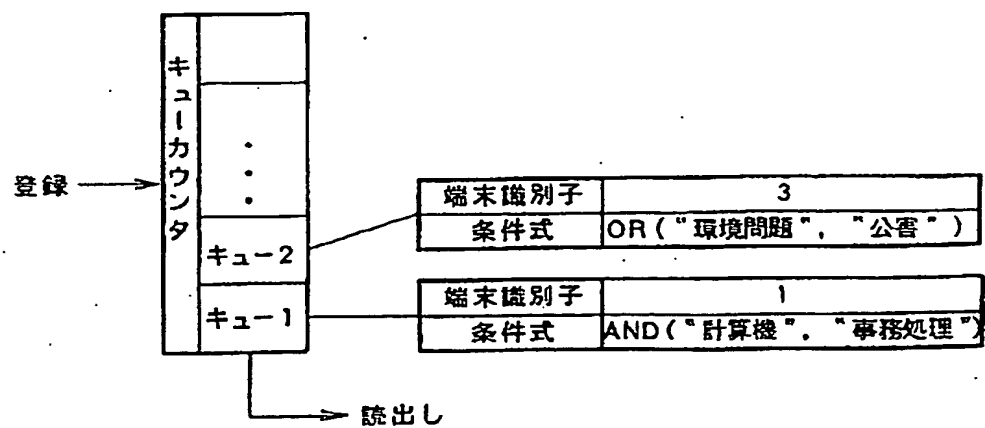 キューカウンタ
登録
端末識別子 3
条件式 OR("環境問題", "公害")
キュー2
端末識別子 1
条件式 AND("計算機", "事務処理")
キュー1
読出し